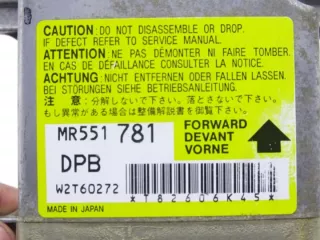 CAUTION: DO NOT DISASSEMBLE OR DROP.
IF DEFECT REFER TO SERVICE MANUAL.
ATTENTION: NE PAS DÉMONTER NI FAIRE TOMBER.
EN CAS DE DÉFAILLANCE CONSULTER LA NOTICE.
ACHTUNG: NICHT ENTFERNEN ODER FALLEN LASSEN.
BEI STÖRUNGEN SIEHE BETRIEBSANLEITUNG.
注 意:分解しないで下さい。落とさないで下さい。
もし異常がある場合は整備解説書を御覧下さい。
MR551 781
FORWARD
DEVANT
VORNE
DPB
W2T60272
*T82606K45*
MADE IN JAPAN